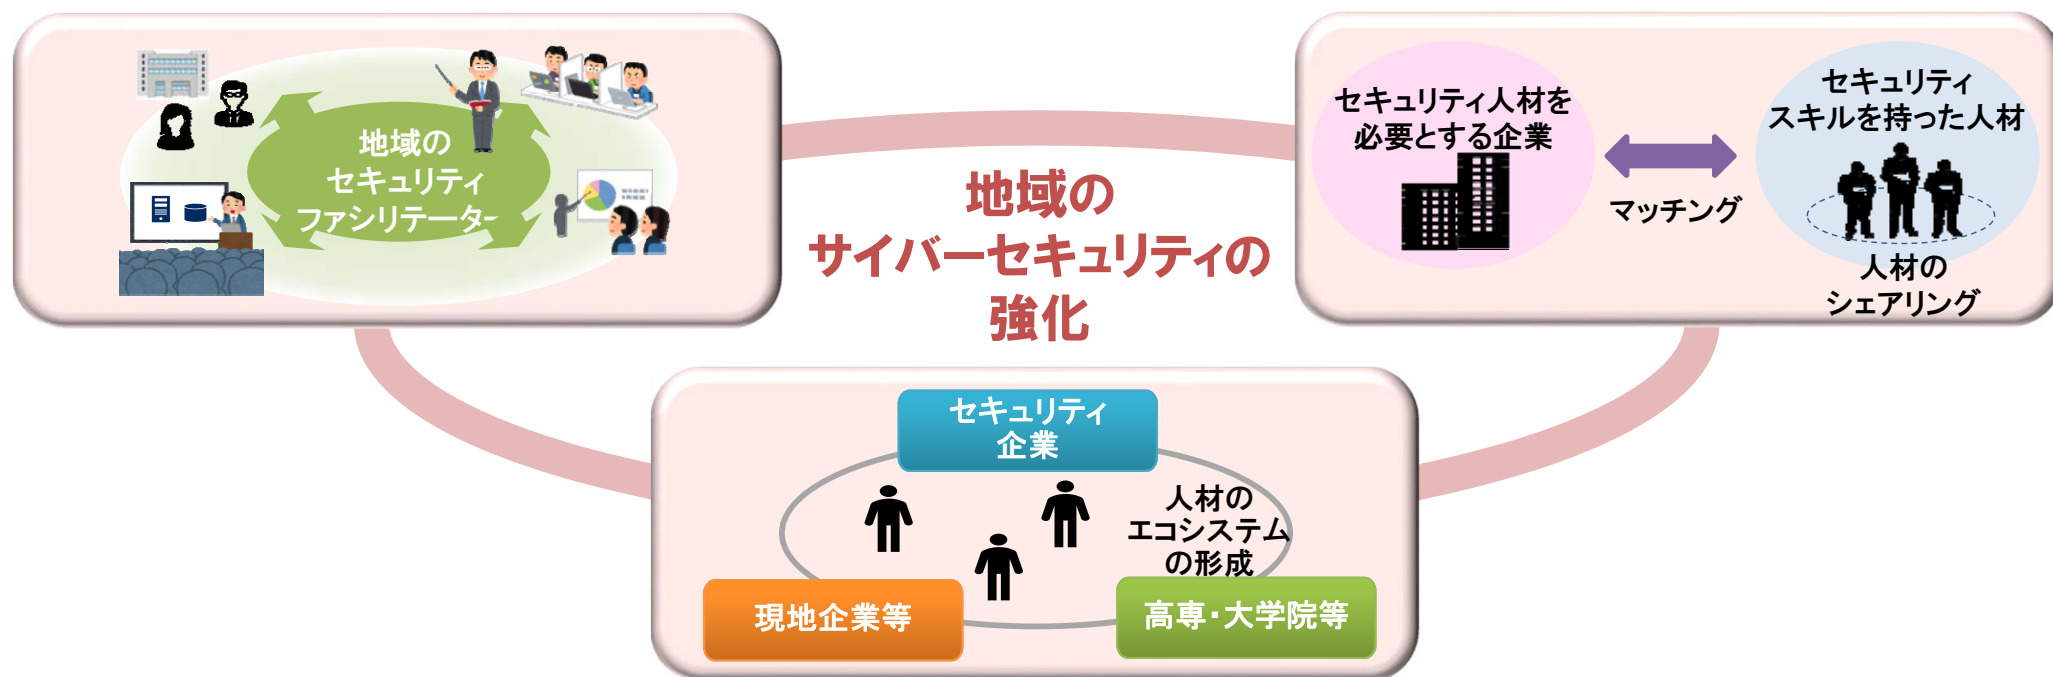 地域の
セキュリティ
ファシリテーター
地域の
サイバーセキュリティの
強化
セキュリティ人材を
必要とする企業
マッチング
セキュリティ
スキルを持った人材
人材の
シェアリング
セキュリティ
企業
人材の
エコシステム
の形成
現地企業等
高専・大学院等